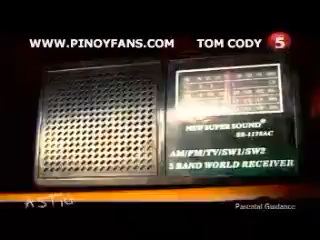 WWW.PINOYFANS.COM TOM CODY 5
NEW SUPER SOUND®
AM/FM/TV/SW1/SW2
5 BAND WORLD RECEIVER
ASTIG
Parental Guidance